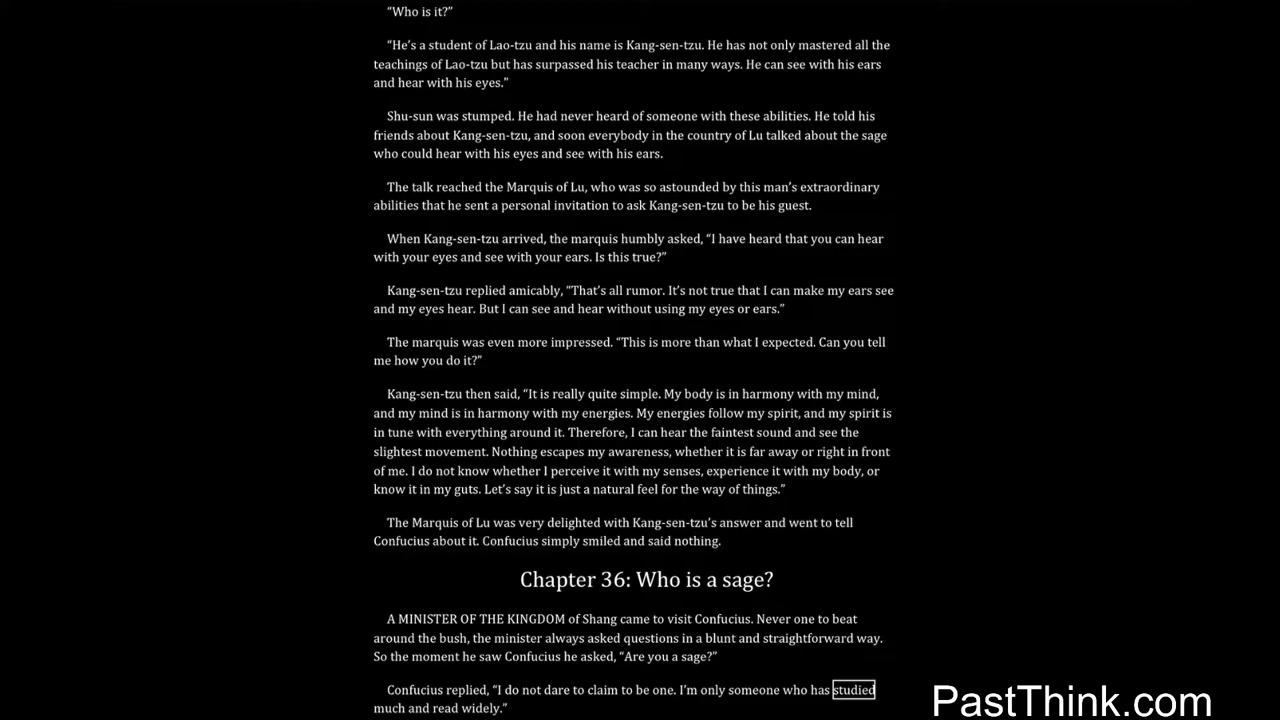 “Who is it?”
“He’s a student of Lao-tzu and his name is Kang-sen-tzu. He has not only mastered all the
teachings of Lao-tzu but has surpassed his teacher in many ways. He can see with his ears
and hear with his eyes.”
Shu-sun was stumped. He had never heard of someone with these abilities. He told his
friends about Kang-sen-tzu, and soon everybody in the country of Lu talked about the sage
who could hear with his eyes and see with his ears.
The talk reached the Marquis of Lu, who was so astounded by this man’s extraordinary
abilities that he sent a personal invitation to ask Kang-sen-tzu to be his guest.
When Kang-sen-tzu arrived, the marquis humbly asked, “I have heard that you can hear
with your eyes and see with your ears. Is this true?”
Kang-sen-tzu replied amicably, “That’s all rumor. It’s not true that I can make my ears see
and my eyes hear. But I can see and hear without using my eyes or ears.”
The marquis was even more impressed. “This is more than what I expected. Can you tell
me how you do it?”
Kang-sen-tzu then said, “It is really quite simple. My body is in harmony with my mind,
and my mind is in harmony with my energies. My energies follow my spirit, and my spirit is
in tune with everything around it. Therefore, I can hear the faintest sound and see the
slightest movement. Nothing escapes my awareness, whether it is far away or right in front
of me. I do not know whether I perceive it with my senses, experience it with my body, or
know it in my guts. Let’s say it is just a natural feel for the way of things.”
The Marquis of Lu was very delighted with Kang-sen-tzu’s answer and went to tell
Confucius about it. Confucius simply smiled and said nothing.
Chapter 36: Who is a sage?
A MINISTER OF THE KINGDOM of Shang came to visit Confucius. Never one to beat
around the bush, the minister always asked questions in a blunt and straightforward way.
So the moment he saw Confucius he asked, “Are you a sage?”
Confucius replied, “I do not dare to claim to be one. I’m only someone who has studied
much and read widely.”
PastThink.com